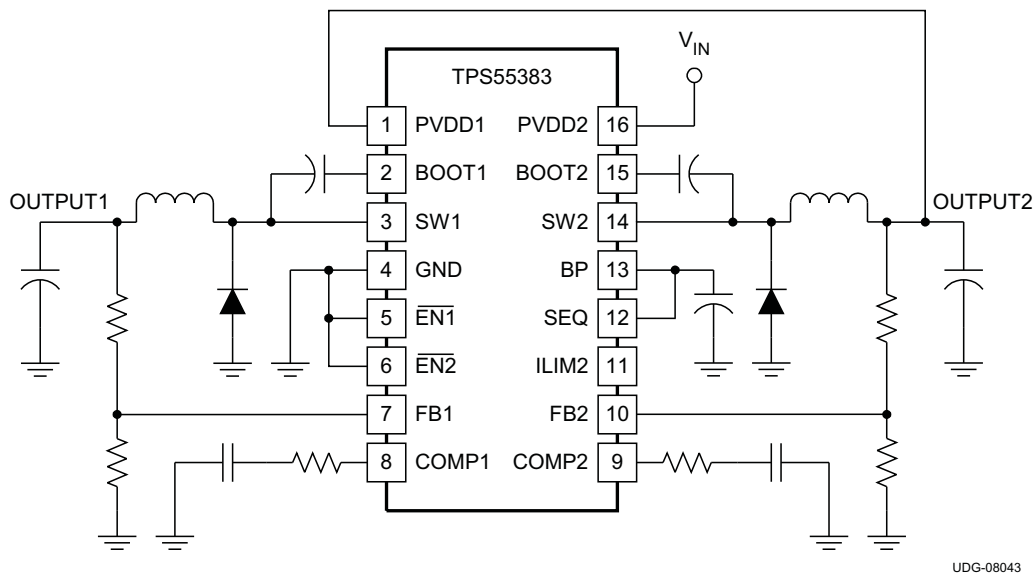 V_IN
TPS55383
1 PVDD1 PVDD2 16
2 BOOT1 BOOT2 15
OUTPUT1 OUTPUT2
3 SW1 SW2 14
4 GND BP 13
5 EN1 SEQ 12
6 EN2 ILIM2 11
7 FB1 FB2 10
8 COMP1 COMP2 9
UDG-08043